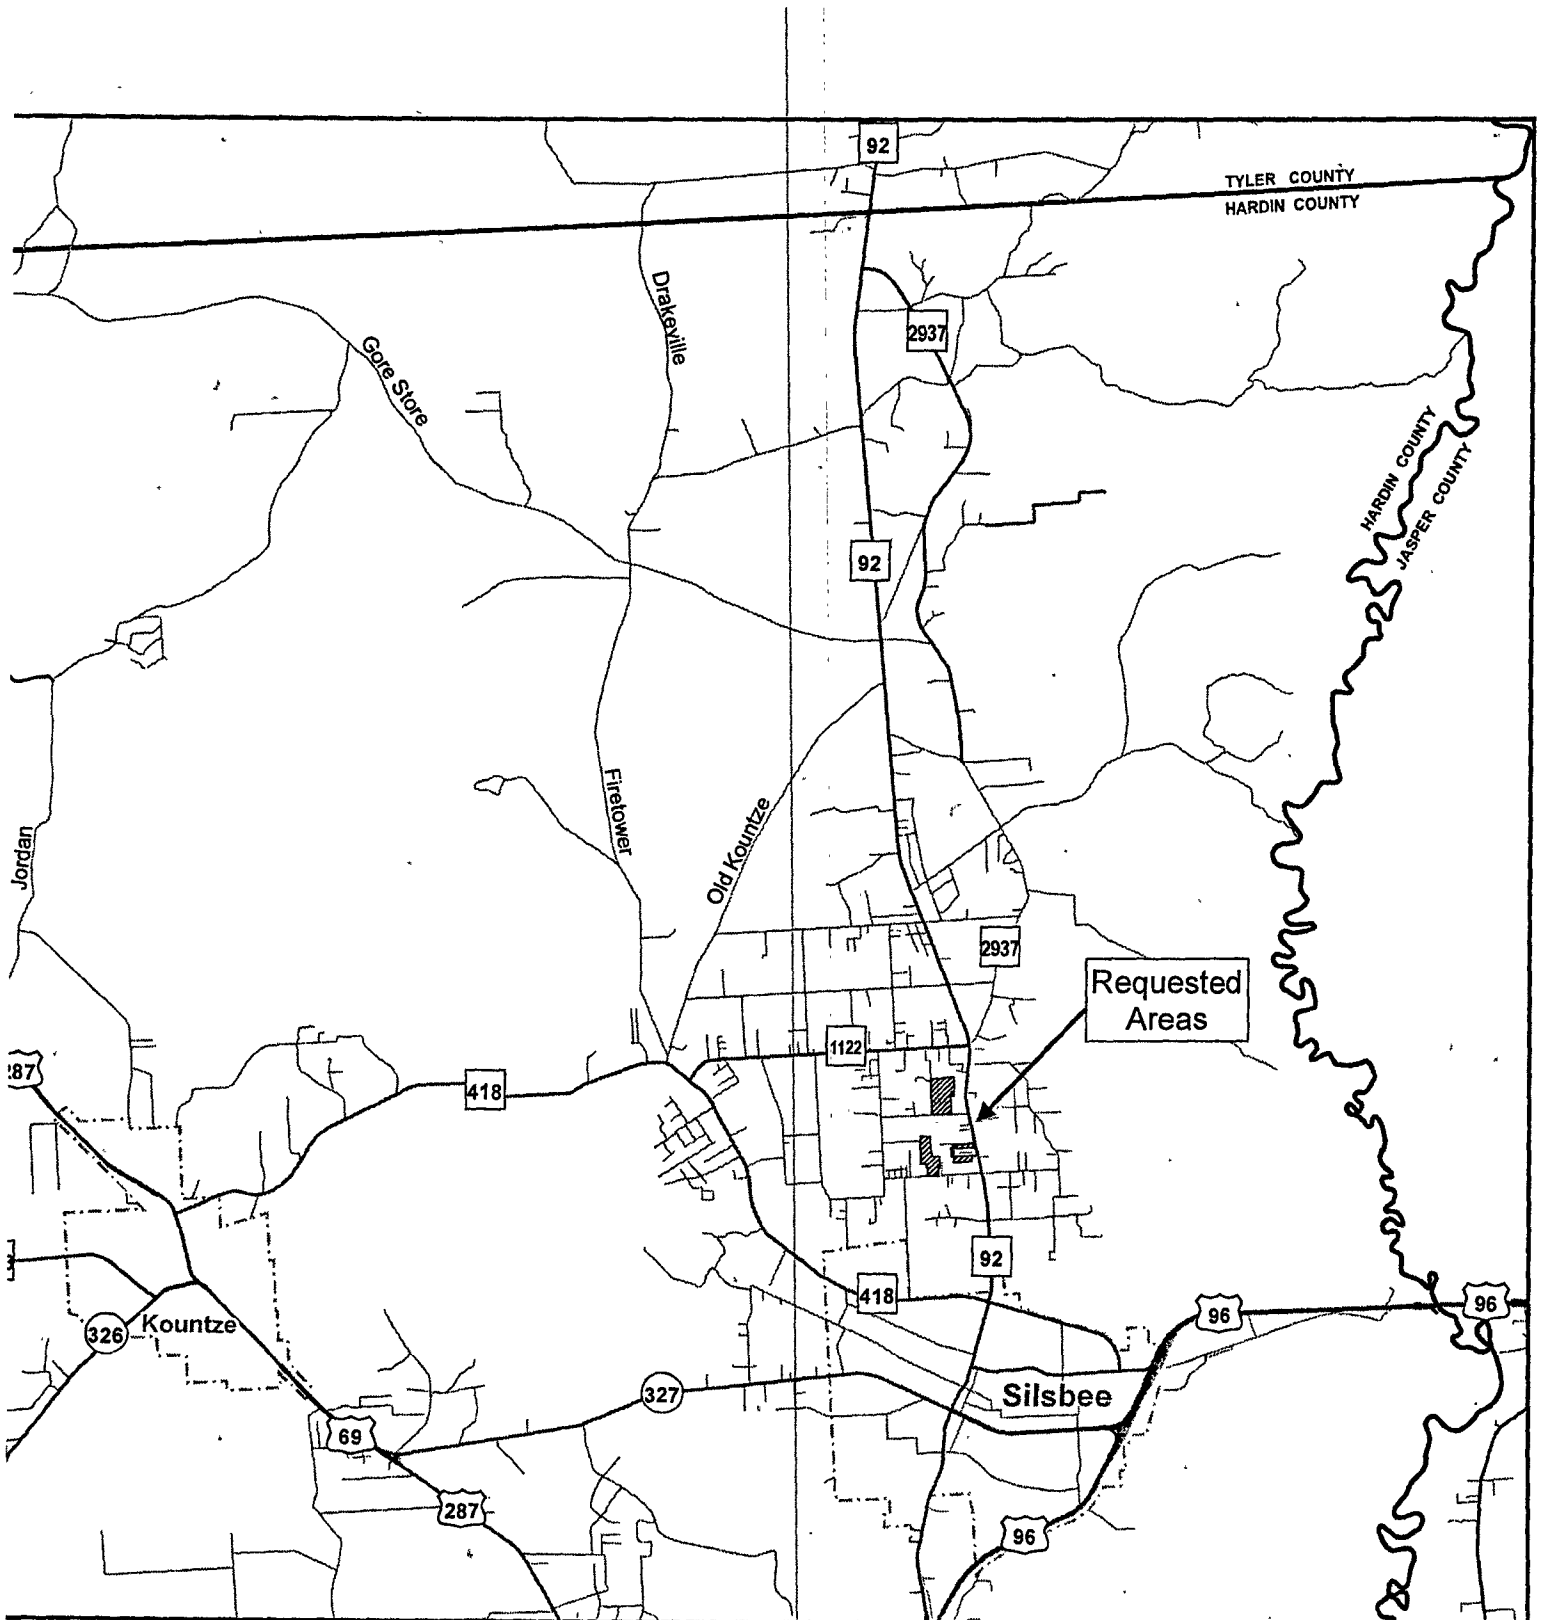 92
TYLER COUNTY
HARDIN COUNTY
Drakeville
2937
Gore Store
HARDIN COUNTY
JASPER COUNTY
92
Firetower
Old Kountze
Jordan
2937
Requested
Areas
1122
287
418
92
418
96
96
326
Kountze
327
Silsbee
69
287
96